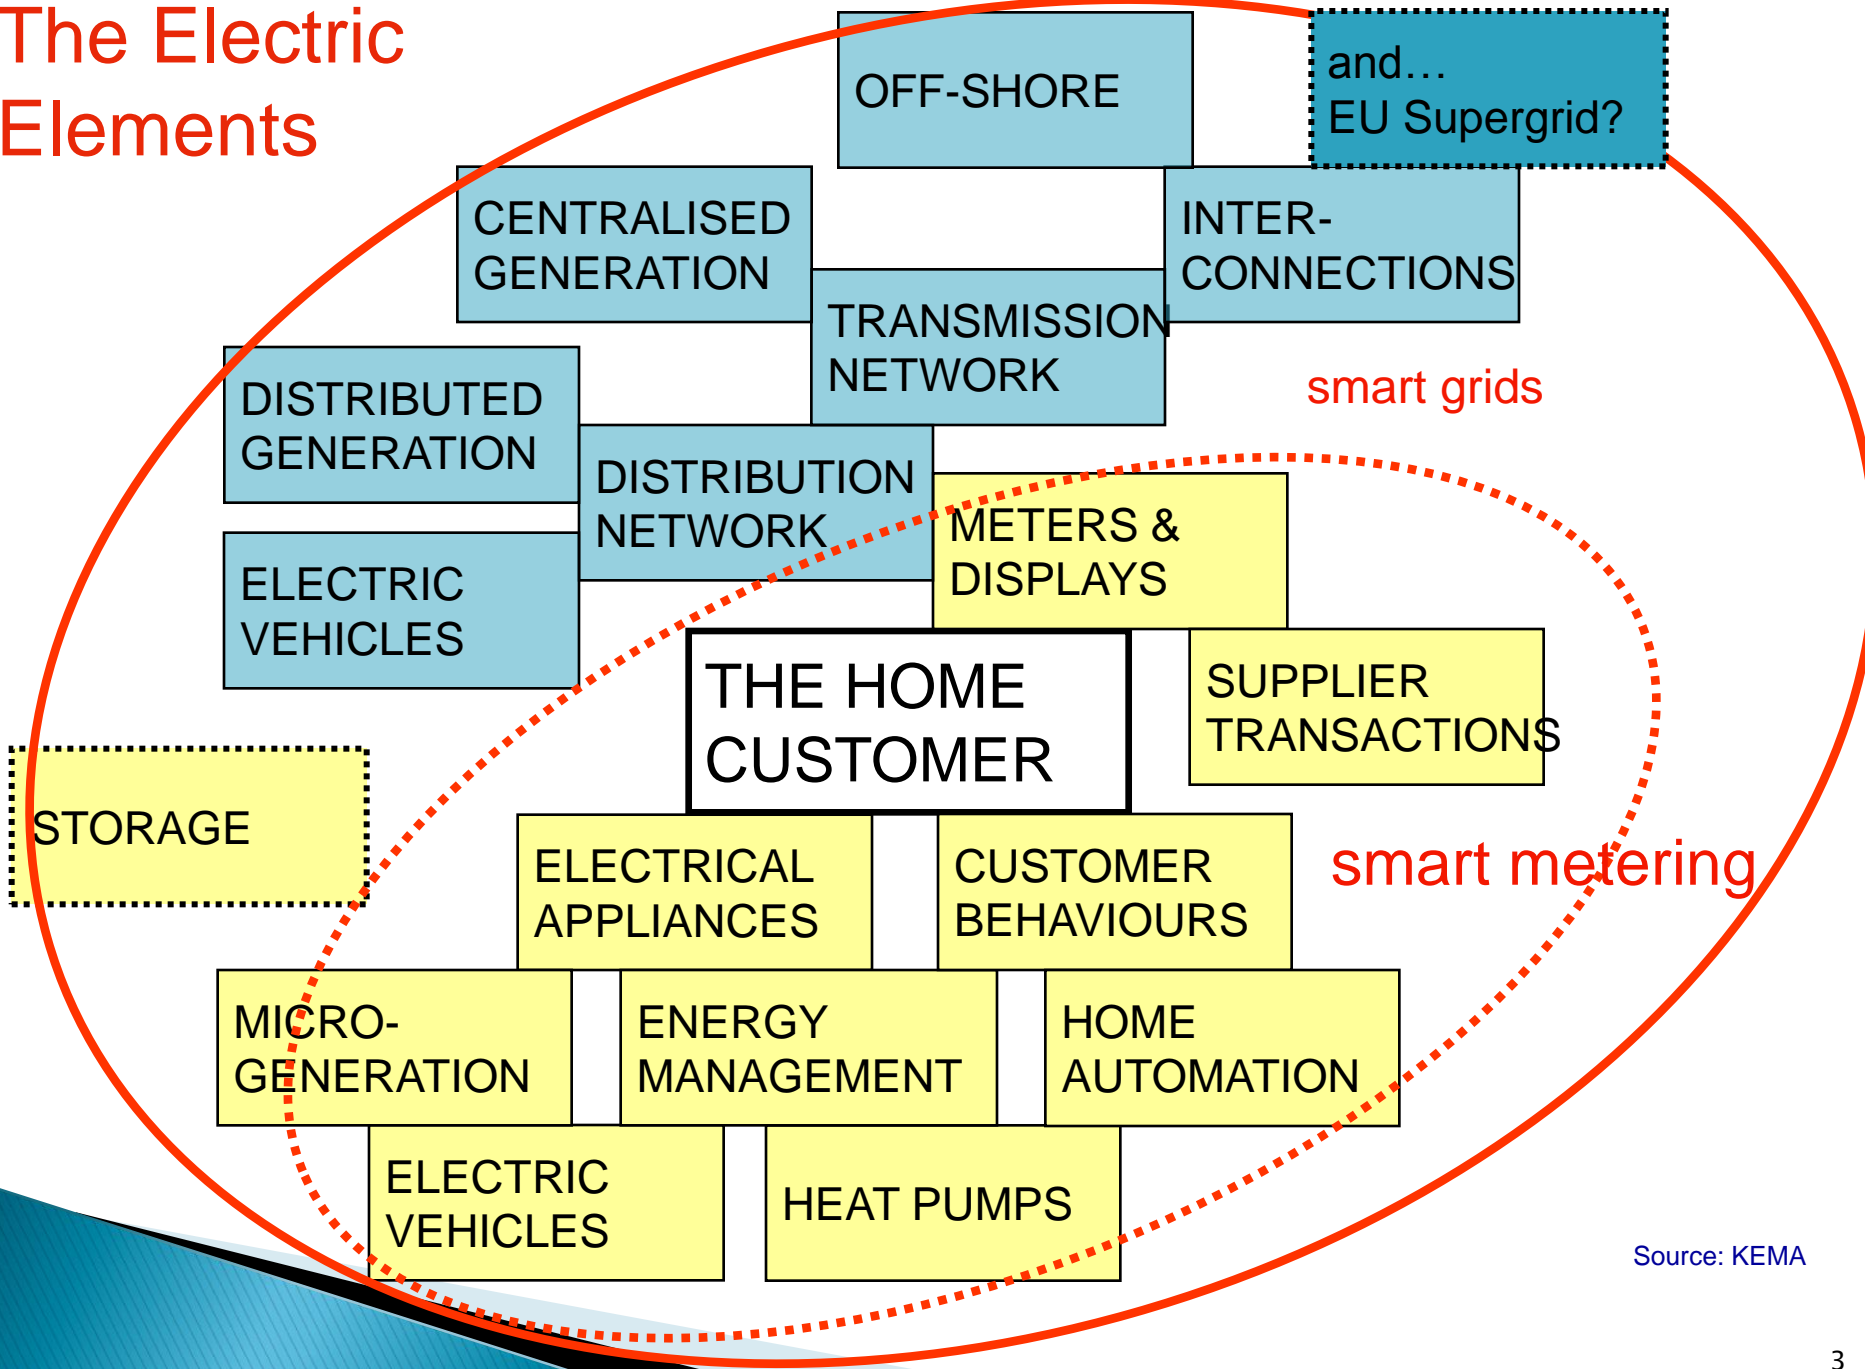 The Electric
Elements
OFF-SHORE
and…
EU Supergrid?
CENTRALISED
GENERATION
INTER-
CONNECTIONS
TRANSMISSION
NETWORK
smart grids
DISTRIBUTED
GENERATION
DISTRIBUTION
NETWORK
METERS &
DISPLAYS
ELECTRIC
VEHICLES
THE HOME
CUSTOMER
SUPPLIER
TRANSACTIONS
STORAGE
ELECTRICAL
APPLIANCES
CUSTOMER
BEHAVIOURS
smart metering
MICRO-
GENERATION
ENERGY
MANAGEMENT
HOME
AUTOMATION
ELECTRIC
VEHICLES
HEAT PUMPS
Source: KEMA
3